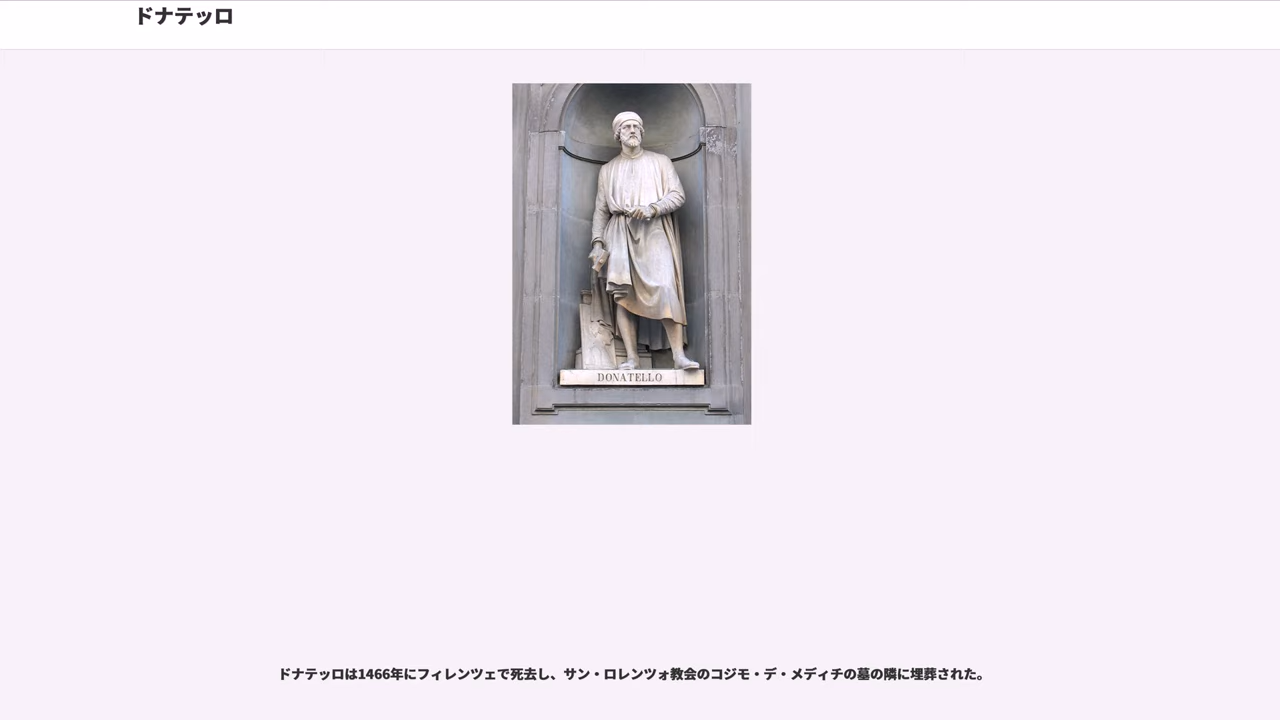 ドナテッロ
DONATELLO
ドナテッロは1466年にフィレンツェで死去し、サン・ロレンツォ教会のコジモ・デ・メディチの墓の隣に埋葬された。